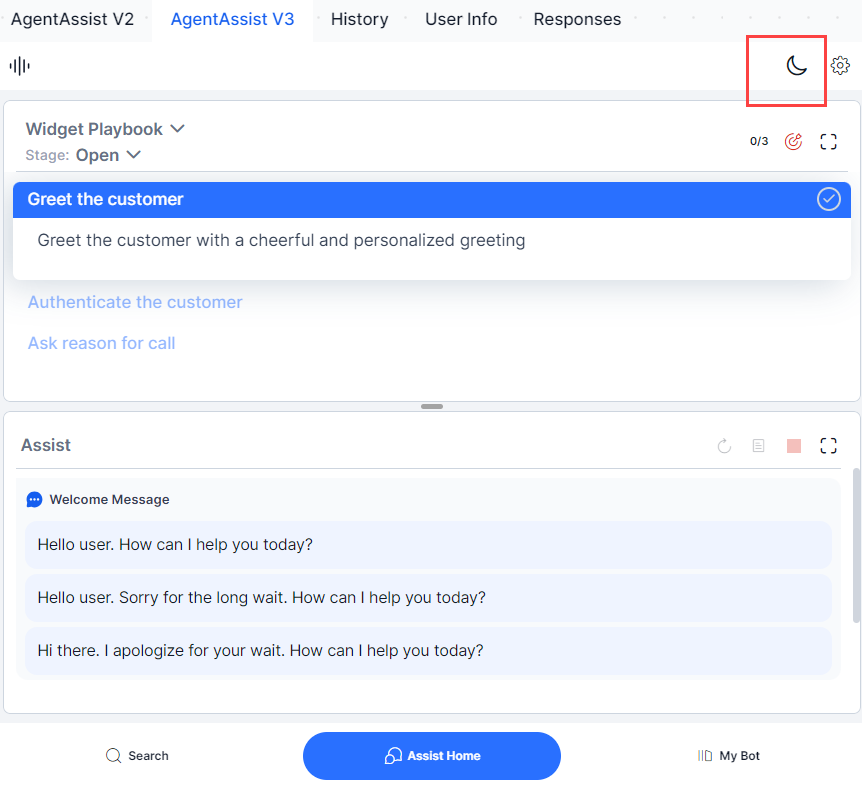 AgentAssist V2 AgentAssist V3 History User Info Responses
Widget Playbook
Stage: Open
0/3
Greet the customer
Greet the customer with a cheerful and personalized greeting
Authenticate the customer
Ask reason for call
Assist
Welcome Message
Hello user. How can I help you today?
Hello user. Sorry for the long wait. How can I help you today?
Hi there. I apologize for your wait. How can I help you today?
Search Assist Home My Bot